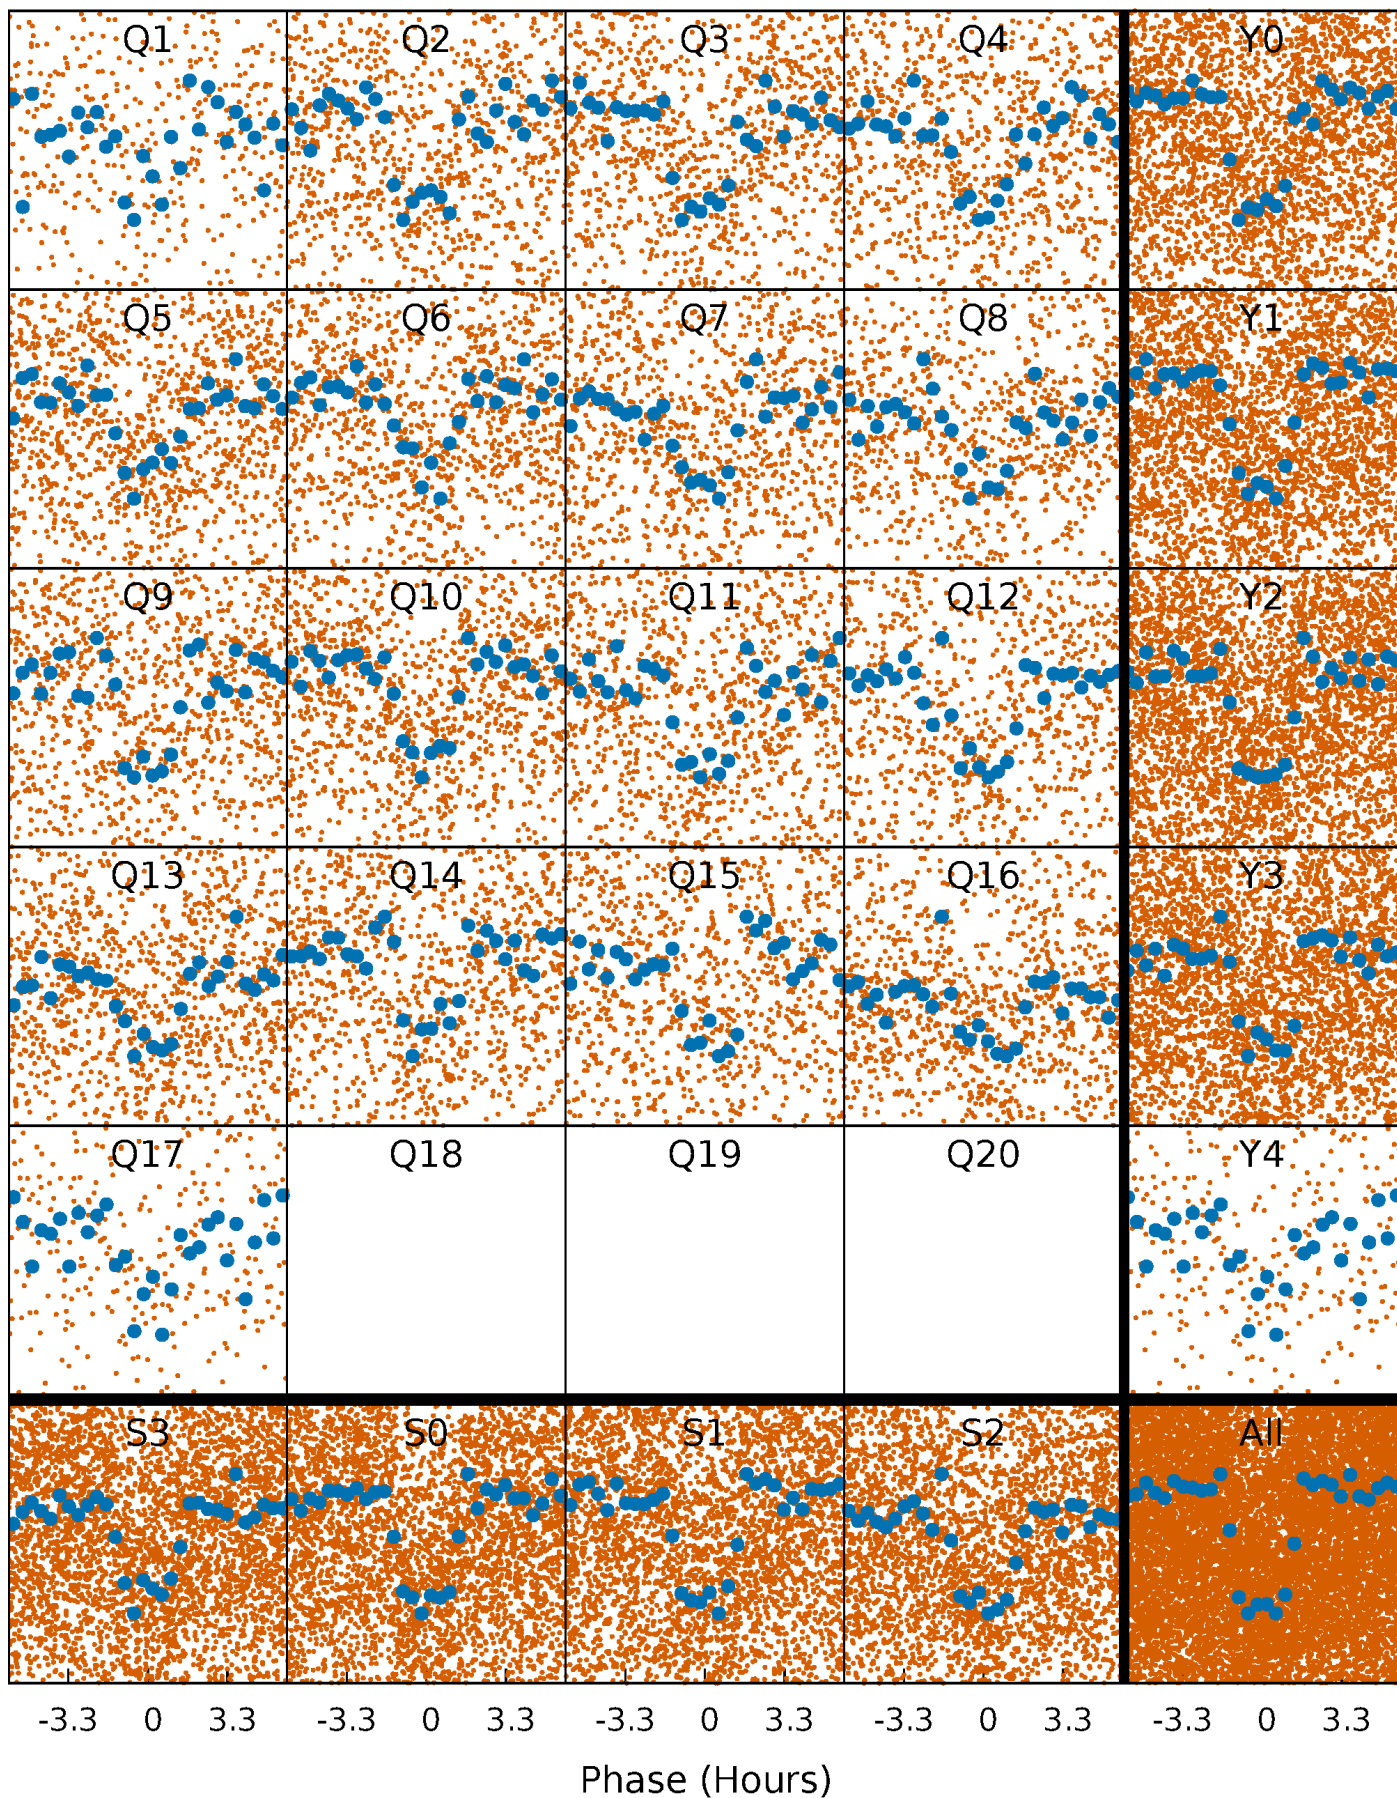 Q1 Q2 Q3 Q4 Y0
Q5 Q6 Q7 Q8 Y1
Q9 Q10 Q11 Q12 Y2
Q13 Q14 Q15 Q16 Y3
Q17 Q18 Q19 Q20 Y4
S3 S0 S1 S2 All
-3.3 0 3.3 -3.3 0 3.3 -3.3 0 3.3 -3.3 0 3.3 -3.3 0 3.3
Phase (Hours)